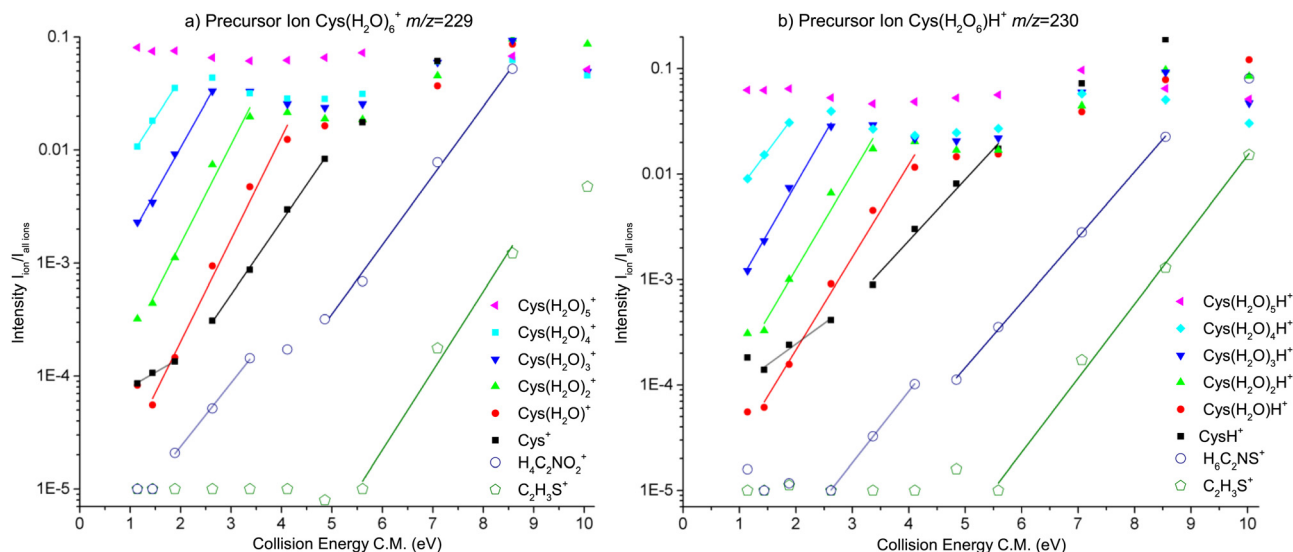 a) Precursor Ion Cys(H₂O)₆⁺ m/z=229
0.1
0.01
1E-3
1E-4
1E-5
Intensity I_ion/I_all ions
0 1 2 3 4 5 6 7 8 9 10
Collision Energy C.M. (eV)
Cys(H₂O)₅⁺
Cys(H₂O)₄⁺
Cys(H₂O)₃⁺
Cys(H₂O)₂⁺
Cys(H₂O)⁺
Cys⁺
H₄C₂NO₂⁺
C₂H₃S⁺
b) Precursor Ion Cys(H₂O₆)H⁺ m/z=230
0.1
0.01
1E-3
1E-4
1E-5
Intensity I_ion/I_all ions
0 1 2 3 4 5 6 7 8 9 10
Collision Energy C.M. (eV)
Cys(H₂O)₅H⁺
Cys(H₂O)₄H⁺
Cys(H₂O)₃H⁺
Cys(H₂O)₂H⁺
Cys(H₂O)H⁺
CysH⁺
H₆C₂NS⁺
C₂H₃S⁺